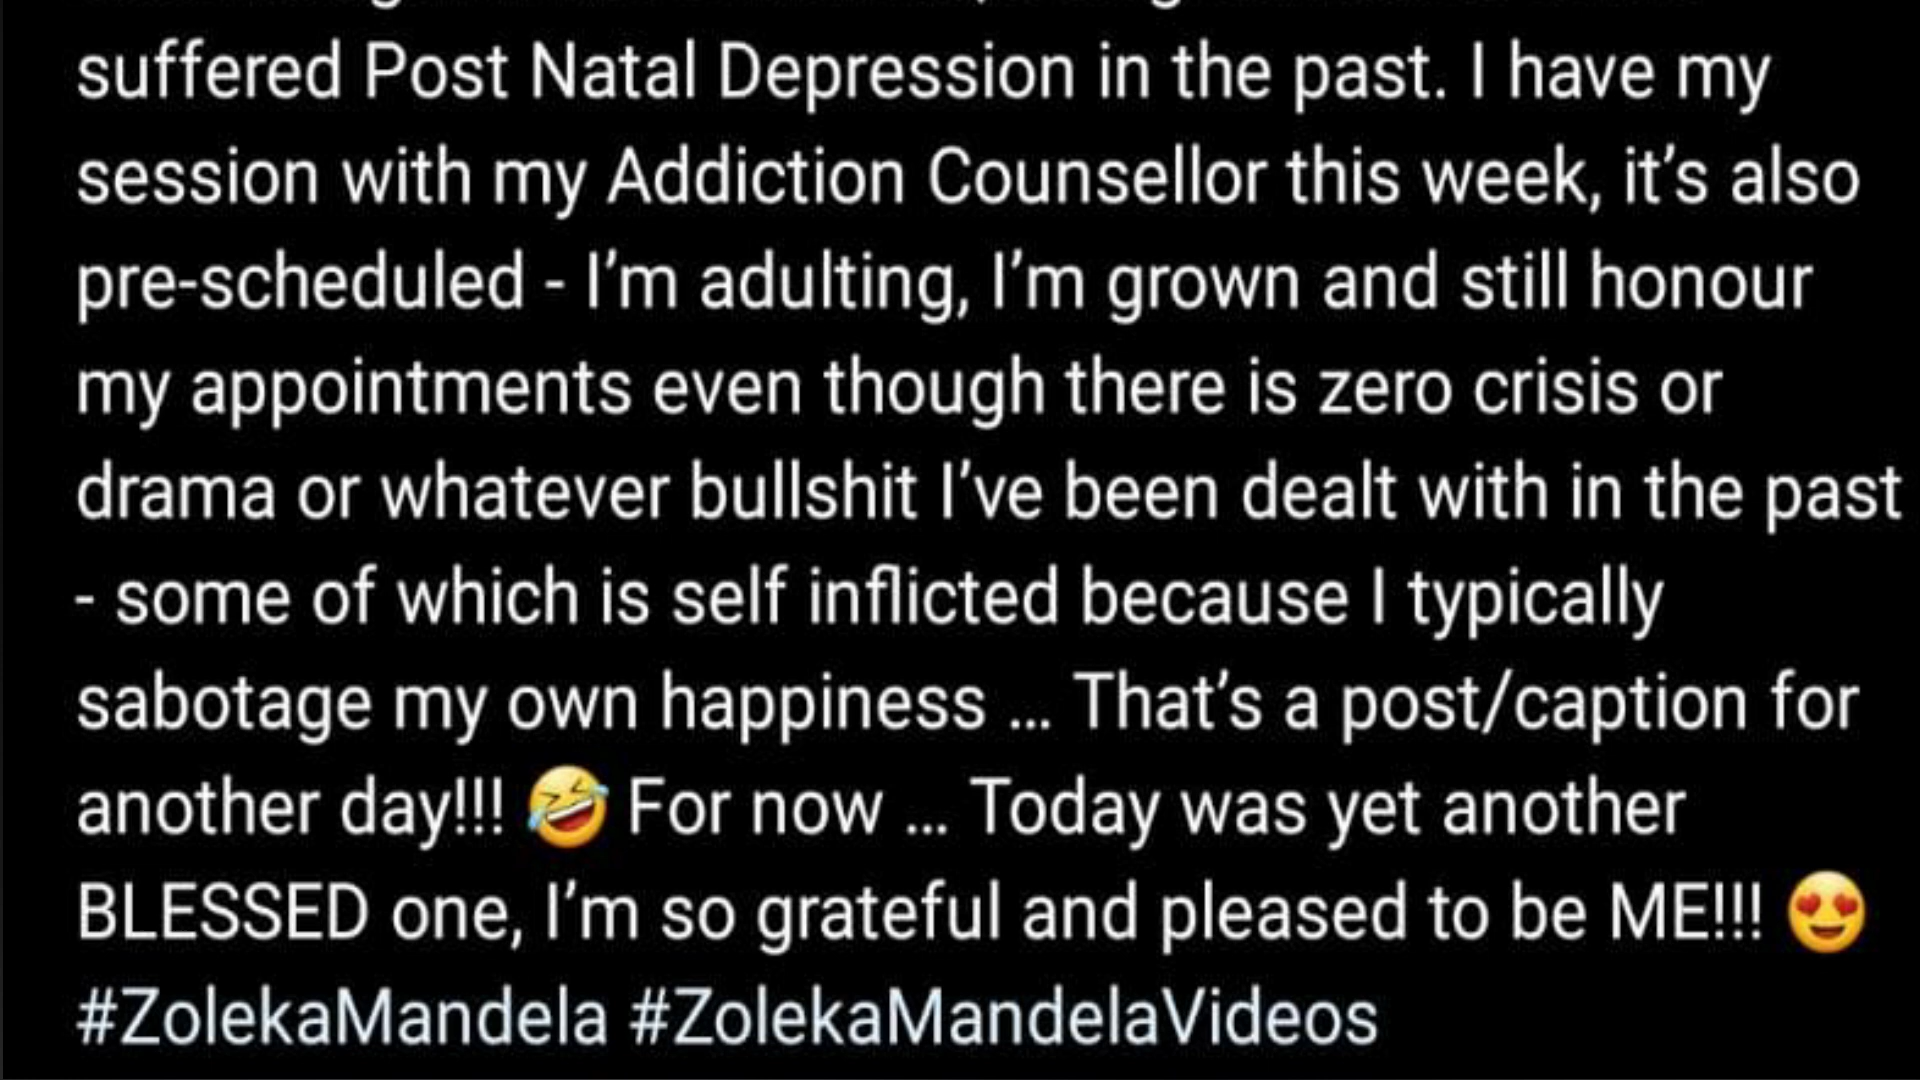 suffered Post Natal Depression in the past. I have my
session with my Addiction Counsellor this week, it’s also
pre-scheduled - I’m adulting, I’m grown and still honour
my appointments even though there is zero crisis or
drama or whatever bullshit I’ve been dealt with in the past
- some of which is self inflicted because I typically
sabotage my own happiness ... That’s a post/caption for
another day!!! 🤣 For now ... Today was yet another
BLESSED one, I’m so grateful and pleased to be ME!!! 😍
#ZolekaMandela #ZolekaMandelaVideos